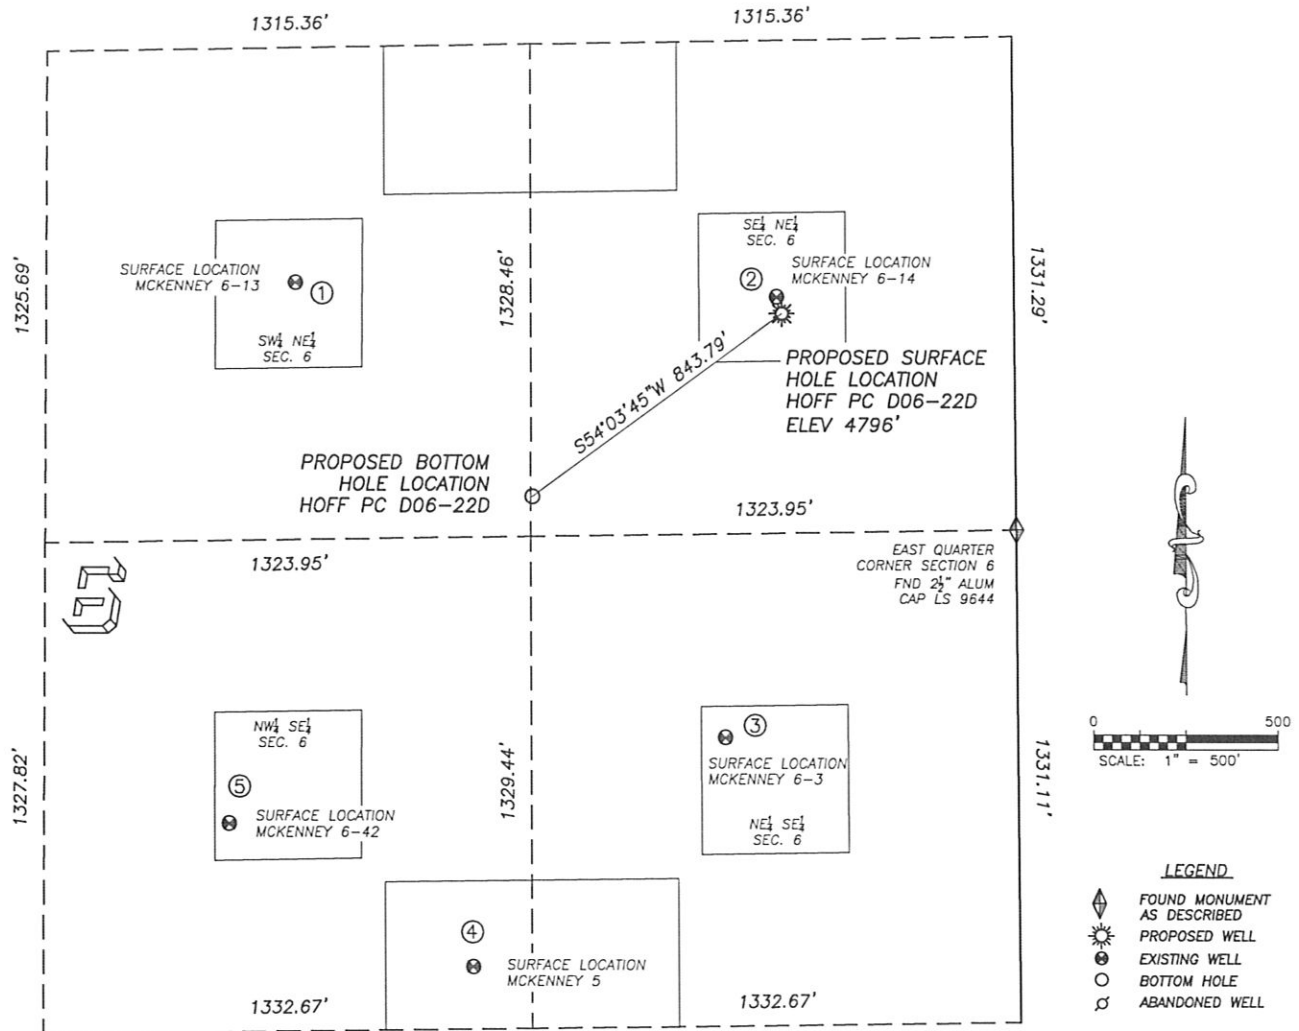 1315.36'
1315.36'
1325.69'
1328.46'
1331.29'
SURFACE LOCATION
MCKENNEY 6-13
①
SW¼ NE¼
SEC. 6
SE¼ NE¼
SEC. 6
②
SURFACE LOCATION
MCKENNEY 6-14
S54°03'45"W 843.79'
PROPOSED SURFACE
HOLE LOCATION
HOFF PC D06-22D
ELEV 4796'
PROPOSED BOTTOM
HOLE LOCATION
HOFF PC D06-22D
1323.95'
1323.95'
EAST QUARTER
CORNER SECTION 6
FND 2½" ALUM
CAP LS 9644
NW¼ SE¼
SEC. 6
⑤
SURFACE LOCATION
MCKENNEY 6-42
③
SURFACE LOCATION
MCKENNEY 6-3
NE¼ SE¼
SEC. 6
1327.82'
1329.44'
1331.11'
④
SURFACE LOCATION
MCKENNEY 5
1332.67'
1332.67'
0 500
SCALE: 1" = 500'
LEGEND
FOUND MONUMENT
AS DESCRIBED
PROPOSED WELL
EXISTING WELL
BOTTOM HOLE
ABANDONED WELL